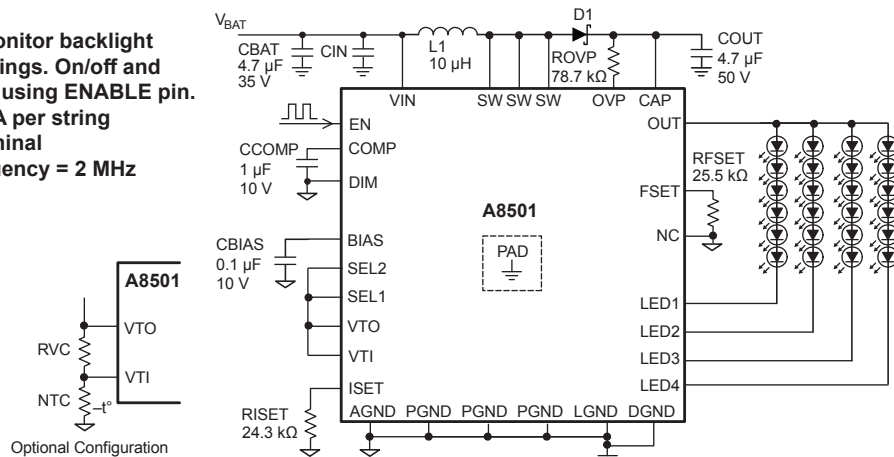 onitor backlight
ings. On/off and
using ENABLE pin.
A per string
minal
uency = 2 MHz
VBAT
CBAT
4.7 µF
35 V
CIN
L1
10 µH
D1
ROVP
78.7 kΩ
COUT
4.7 µF
50 V
VIN
SW SW SW
OVP
CAP
EN
OUT
CCOMP
1 µF
10 V
COMP
DIM
RFSET
25.5 kΩ
FSET
NC
A8501
PAD
CBIAS
0.1 µF
10 V
BIAS
SEL2
SEL1
VTO
VTI
ISET
LED1
LED2
LED3
LED4
RISET
24.3 kΩ
AGND PGND PGND PGND LGND DGND
A8501
VTO
RVC
VTI
NTC
–t°
Optional Configuration